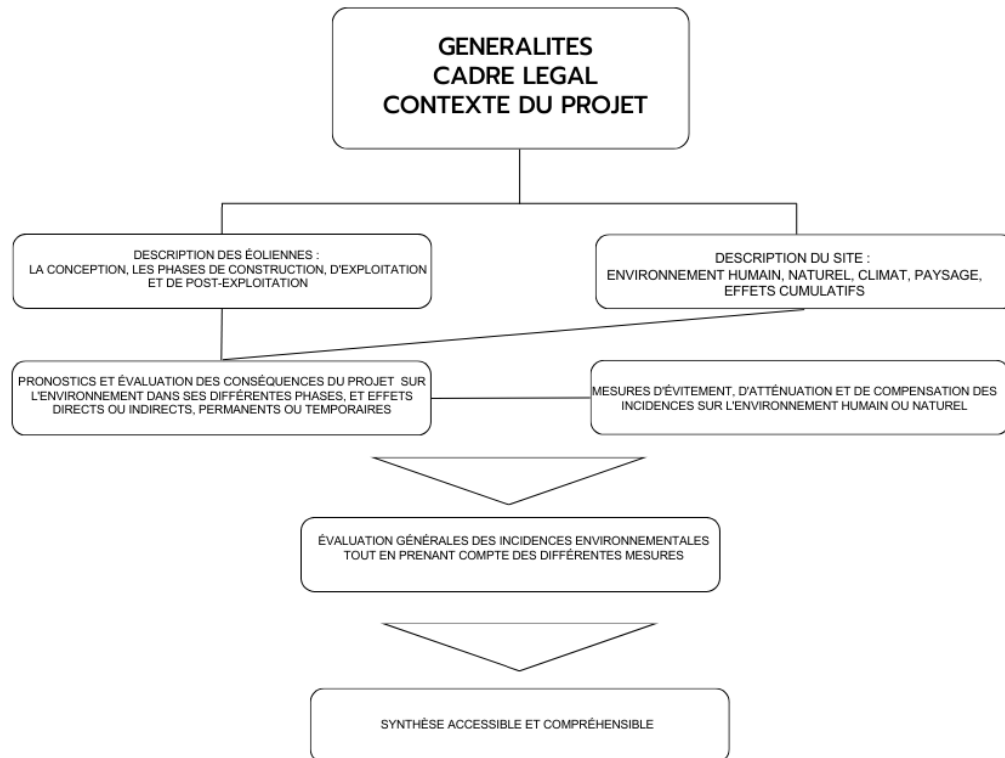 GENERALITES
CADRE LEGAL
CONTEXTE DU PROJET
DESCRIPTION DES ÉOLIENNES :
LA CONCEPTION, LES PHASES DE CONSTRUCTION, D'EXPLOITATION
ET DE POST-EXPLOITATION
DESCRIPTION DU SITE :
ENVIRONNEMENT HUMAIN, NATUREL, CLIMAT, PAYSAGE,
EFFETS CUMULATIFS
PRONOSTICS ET ÉVALUATION DES CONSÉQUENCES DU PROJET SUR
L'ENVIRONNEMENT DANS SES DIFFÉRENTES PHASES, ET EFFETS
DIRECTS OU INDIRECTS, PERMANENTS OU TEMPORAIRES
MESURES D'ÉVITEMENT, D'ATTÉNUATION ET DE COMPENSATION DES
INCIDENCES SUR L'ENVIRONNEMENT HUMAIN OU NATUREL
ÉVALUATION GÉNÉRALES DES INCIDENCES ENVIRONNEMENTALES
TOUT EN PRENANT COMPTE DES DIFFÉRENTES MESURES
SYNTHÈSE ACCESSIBLE ET COMPRÉHENSIBLE